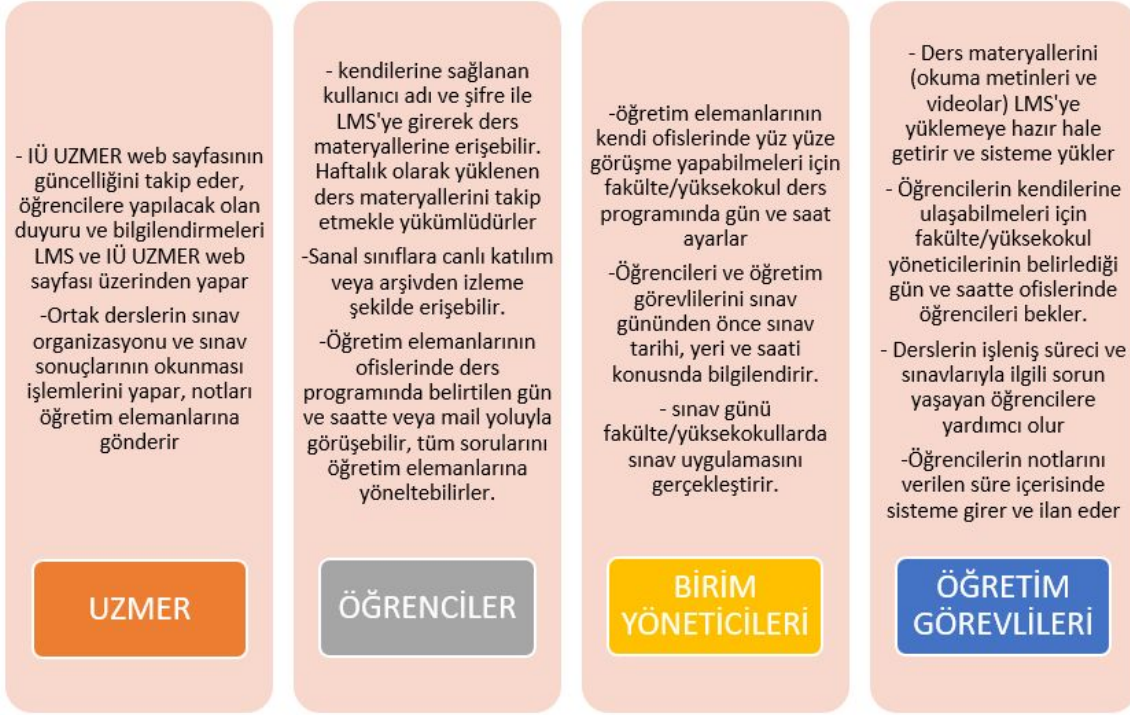 - IÜ UZMER web sayfasının
güncelliğini takip eder,
öğrencilere yapılacak olan
duyuru ve bilgilendirmeleri
LMS ve IÜ UZMER web
sayfası üzerinden yapar
-Ortak derslerin sınav
organizasyonu ve sınav
sonuçlarının okunması
işlemlerini yapar, notları
öğretim elemanlarına
gönderir
UZMER
- kendilerine sağlanan
kullanıcı adı ve şifre ile
LMS'ye girerek ders
materyallerine erişebilir.
Haftalık olarak yüklenen
ders materyallerini takip
etmekle yükümlüdürler
-Sanal sınıflara canlı katılım
veya arşivden izleme
şekilde erişebilir.
-Öğretim elemanlarının
ofislerinde ders
programında belirtilen gün
ve saatte veya mail yoluyla
görüşebilir, tüm sorularını
öğretim elemanlarına
yöneltebilirler.
ÖĞRENCİLER
-öğretim elemanlarının
kendi ofislerinde yüz yüze
görüşme yapabilmeleri için
fakülte/yüksekokul ders
programında gün ve saat
ayarlar
-Öğrencileri ve öğretim
görevlilerini sınav
gününden önce sınav
tarihi, yeri ve saati
konusnda bilgilendirir.
- sınav günü
fakülte/yüksekokullarda
sınav uygulamasını
gerçekleştirir.
BİRİM
YÖNETİCİLERİ
- Ders materyallerini
(okuma metinleri ve
videolar) LMS'ye
yüklemeye hazır hale
getirir ve sisteme yükler
- Öğrencilerin kendilerine
ulaşabilmeleri için
fakülte/yüksekokul
yöneticilerinin belirlediği
gün ve saatte ofislerinde
öğrencileri bekler.
- Derslerin işleniş süreci ve
sınavlarıyla ilgili sorun
yaşayan öğrencilere
yardımcı olur
-Öğrencilerin notlarını
verilen süre içerisinde
sisteme girer ve ilan eder
ÖĞRETİM
GÖREVLİLERİ